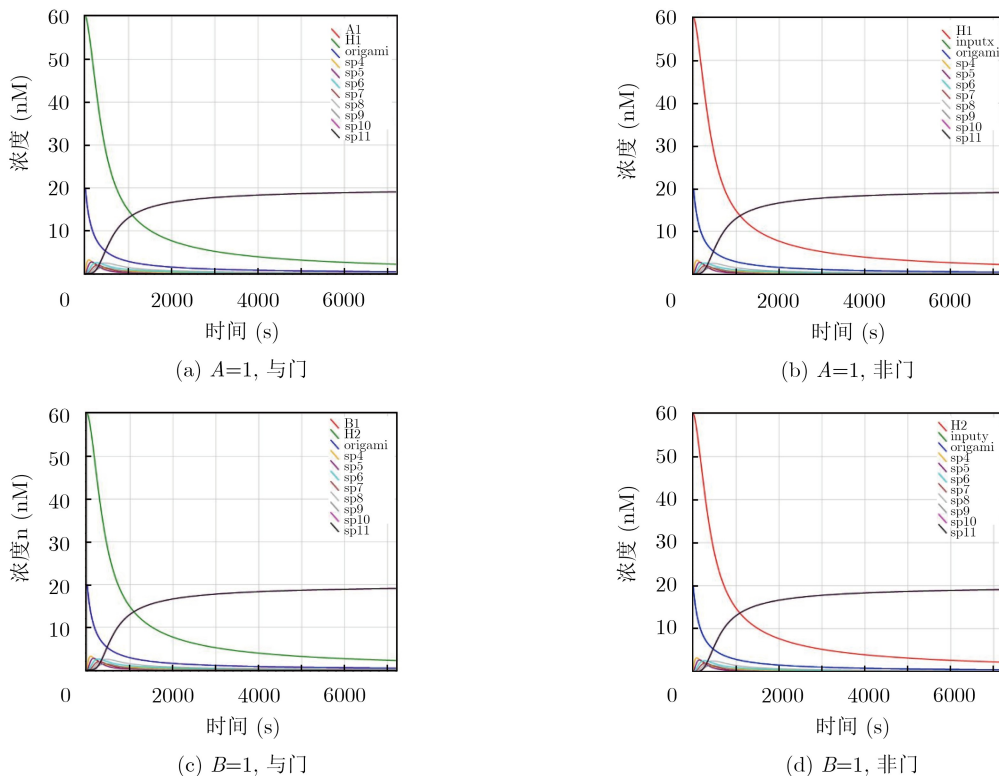 60
50
40
30
20
10
0
2000
4000
6000
浓度 (nM)
时间 (s)
A1
H1
origami
sp4
sp5
sp6
sp7
sp8
sp9
sp10
sp11
(a) A=1, 与门
60
50
40
30
20
10
0
2000
4000
6000
浓度 (nM)
时间 (s)
H1
inputx
origami
sp4
sp5
sp6
sp7
sp8
sp9
sp10
sp11
(b) A=1, 非门
60
50
40
30
20
10
0
2000
4000
6000
浓度n (nM)
时间 (s)
B1
H2
origami
sp4
sp5
sp6
sp7
sp8
sp9
sp10
sp11
(c) B=1, 与门
60
50
40
30
20
10
0
2000
4000
6000
浓度 (nM)
时间 (s)
H2
inputy
origami
sp4
sp5
sp6
sp7
sp8
sp9
sp10
sp11
(d) B=1, 非门